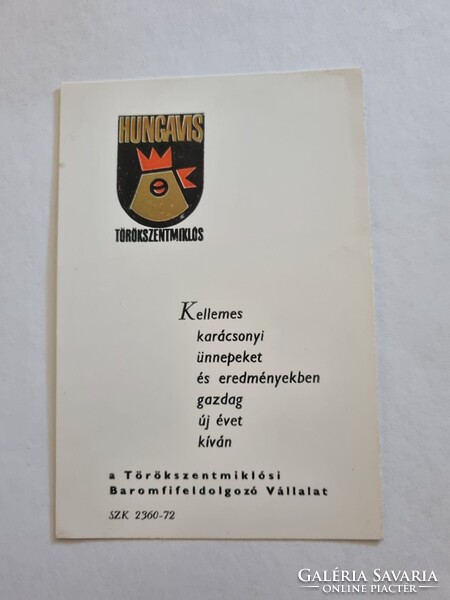 HUNGAVIS
TÖRÖKSZENTMIKLÓS
Kellemes
karácsonyi
ünnepeket
és eredményekben
gazdag
új évet
kíván
a Törökszentmiklósi
Baromfifeldolgozó Vállalat
SZK 2360-72
GALÉRIA SAVARIA
ONLINE PIACTÉR